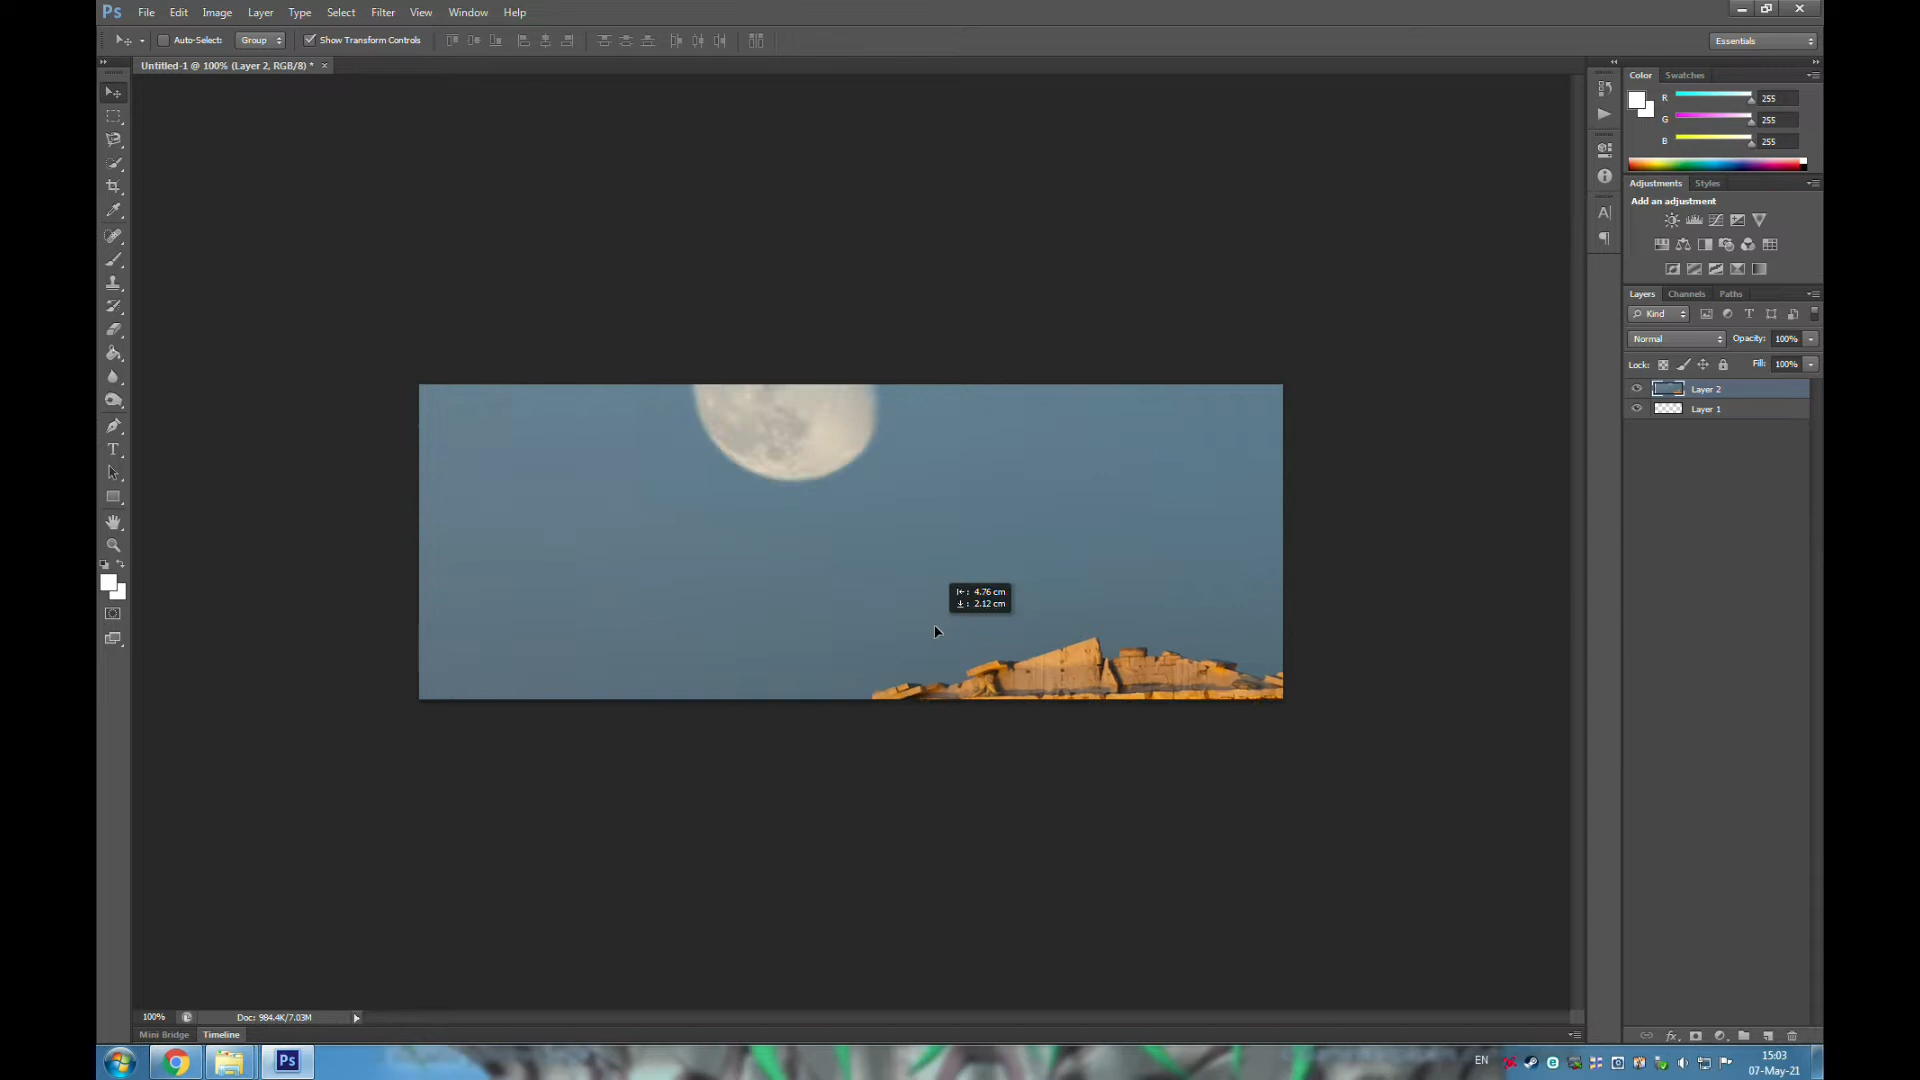 Ps File Edit Image Layer Type Select Filter View Window Help
Auto-Select: Group Show Transform Controls Essentials
Untitled-1 @ 100% (Layer 2, RGB/8) * ×
Color Swatches
R 255
G 255
B 255
Adjustments Styles
Add an adjustment
Layers Channels Paths
Kind
Normal Opacity: 100%
Lock: Fill: 100%
Layer 2
Layer 1
4.76 cm
2.12 cm
100% Doc: 984.4K/7.03M
Mini Bridge Timeline
Ps EN 15:03
07-May-21